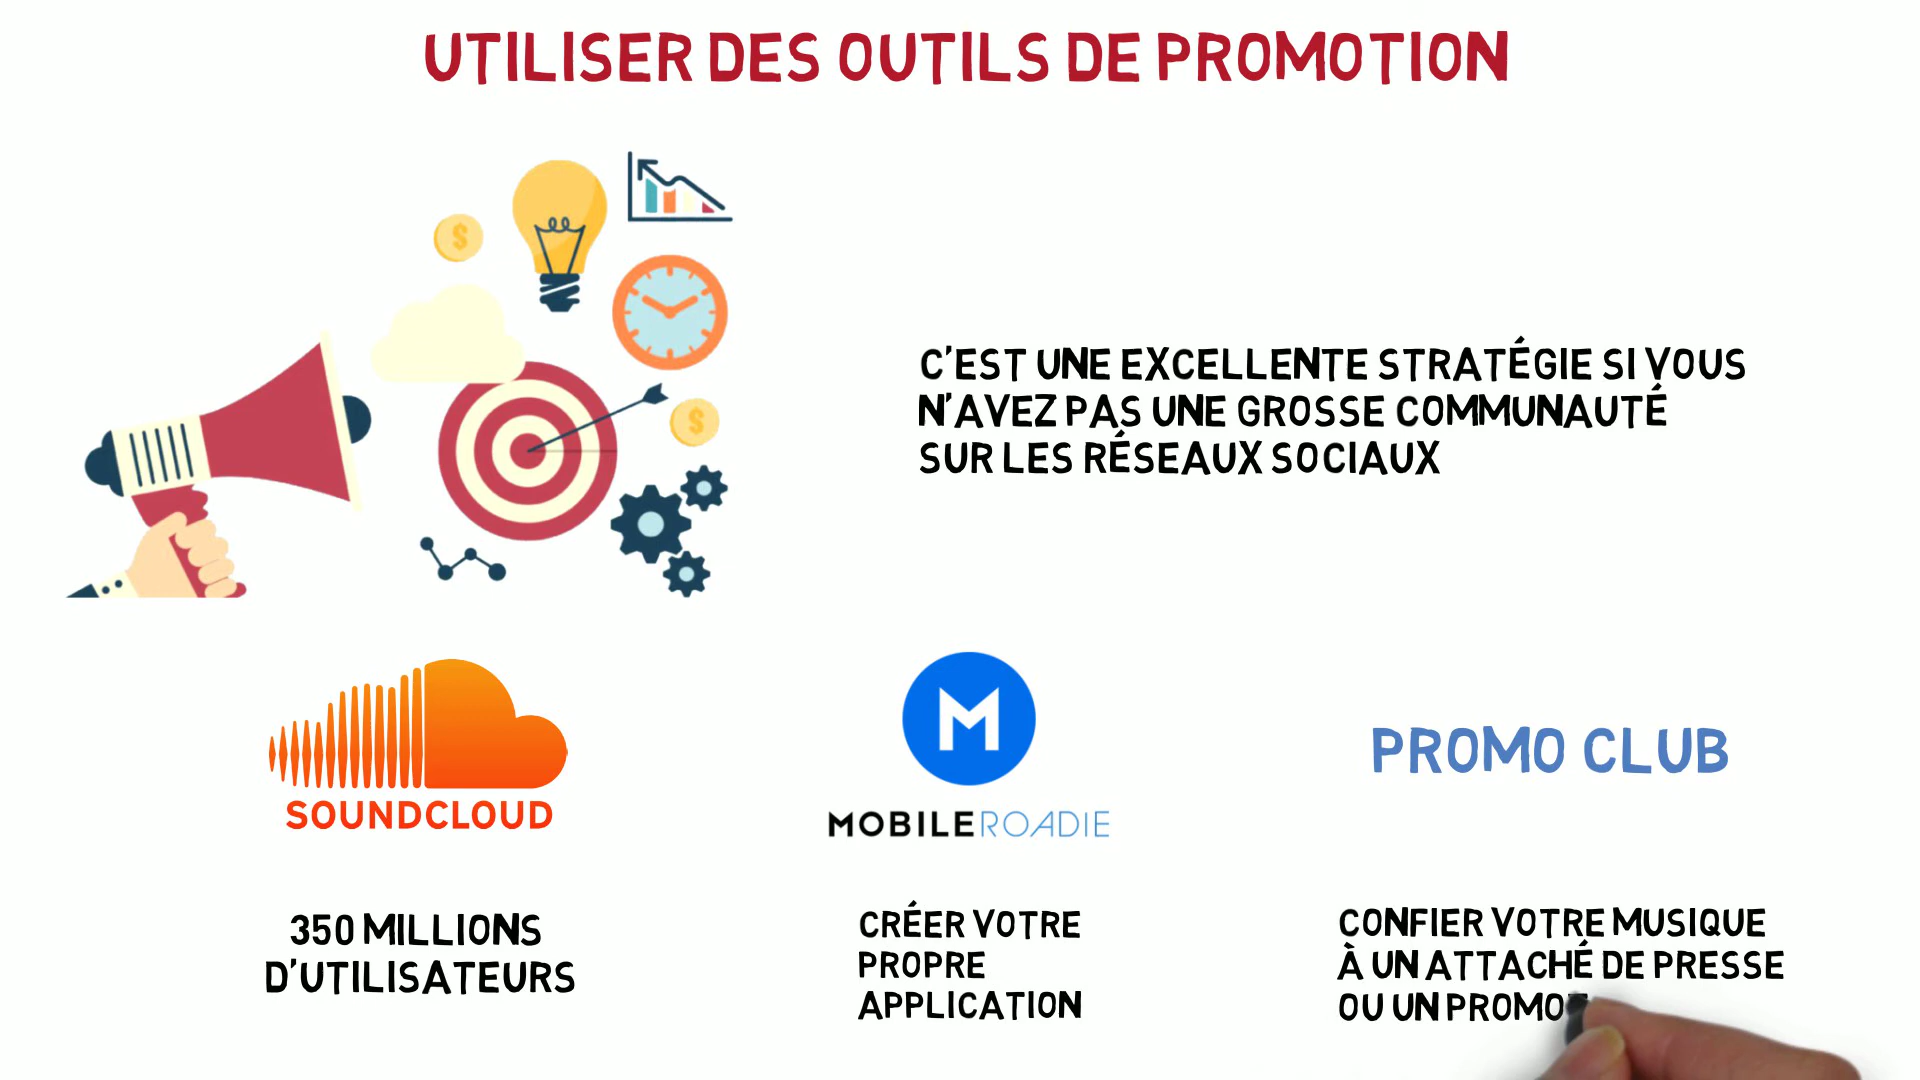 UTILISER DES OUTILS DE PROMOTION
$
$
C'EST UNE EXCELLENTE STRATÉGIE SI VOUS
N'AVEZ PAS UNE GROSSE COMMUNAUTÉ
SUR LES RÉSEAUX SOCIAUX
SOUNDCLOUD
350 MILLIONS
D'UTILISATEURS
M
MOBILEROADIE
CRÉER VOTRE
PROPRE
APPLICATION
PROMO CLUB
CONFIER VOTRE MUSIQUE
À UN ATTACHÉ DE PRESSE
OU UN PROMO